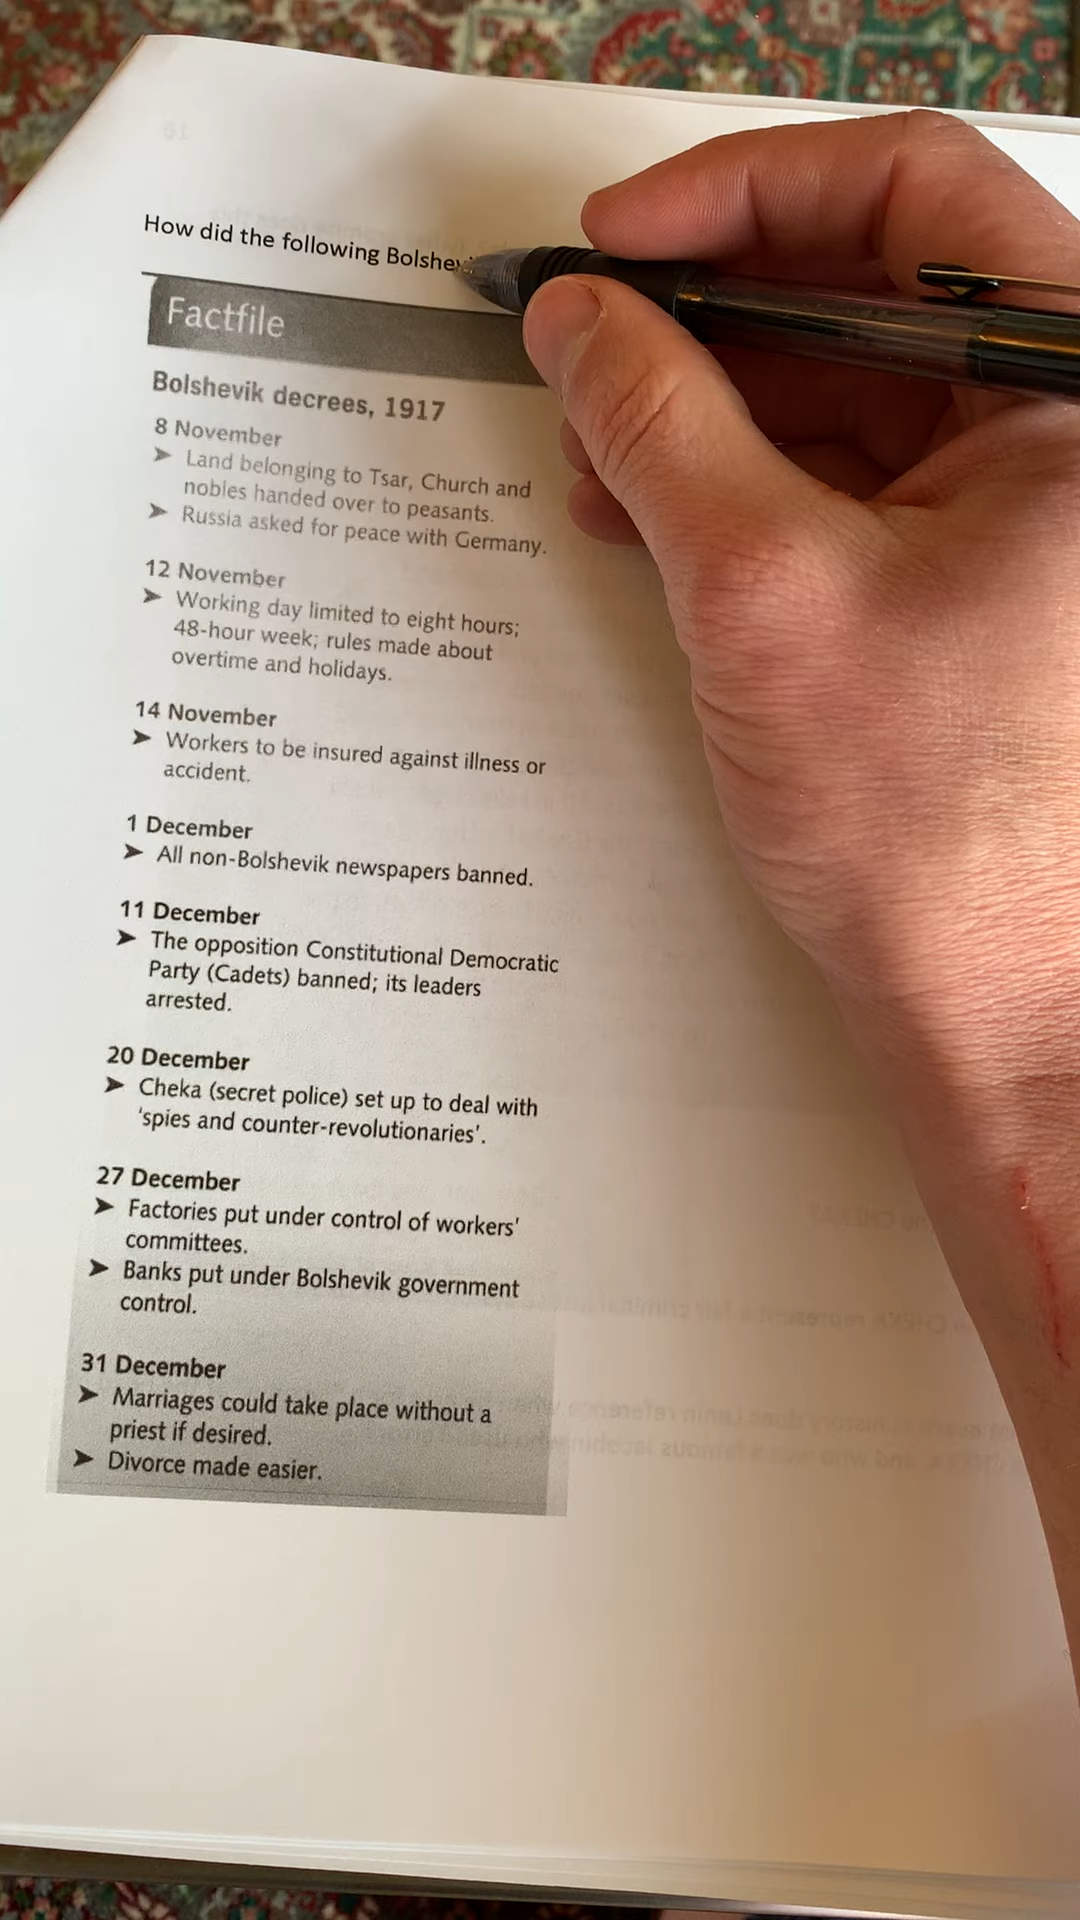 How did the following Bolshev
Factfile
Bolshevik decrees, 1917
8 November
➤ Land belonging to Tsar, Church and
nobles handed over to peasants.
➤ Russia asked for peace with Germany.
12 November
➤ Working day limited to eight hours;
48-hour week; rules made about
overtime and holidays.
14 November
➤ Workers to be insured against illness or
accident.
1 December
➤ All non-Bolshevik newspapers banned.
11 December
➤ The opposition Constitutional Democratic
Party (Cadets) banned; its leaders
arrested.
20 December
➤ Cheka (secret police) set up to deal with
'spies and counter-revolutionaries'.
27 December
➤ Factories put under control of workers'
committees.
➤ Banks put under Bolshevik government
control.
31 December
➤ Marriages could take place without a
priest if desired.
➤ Divorce made easier.